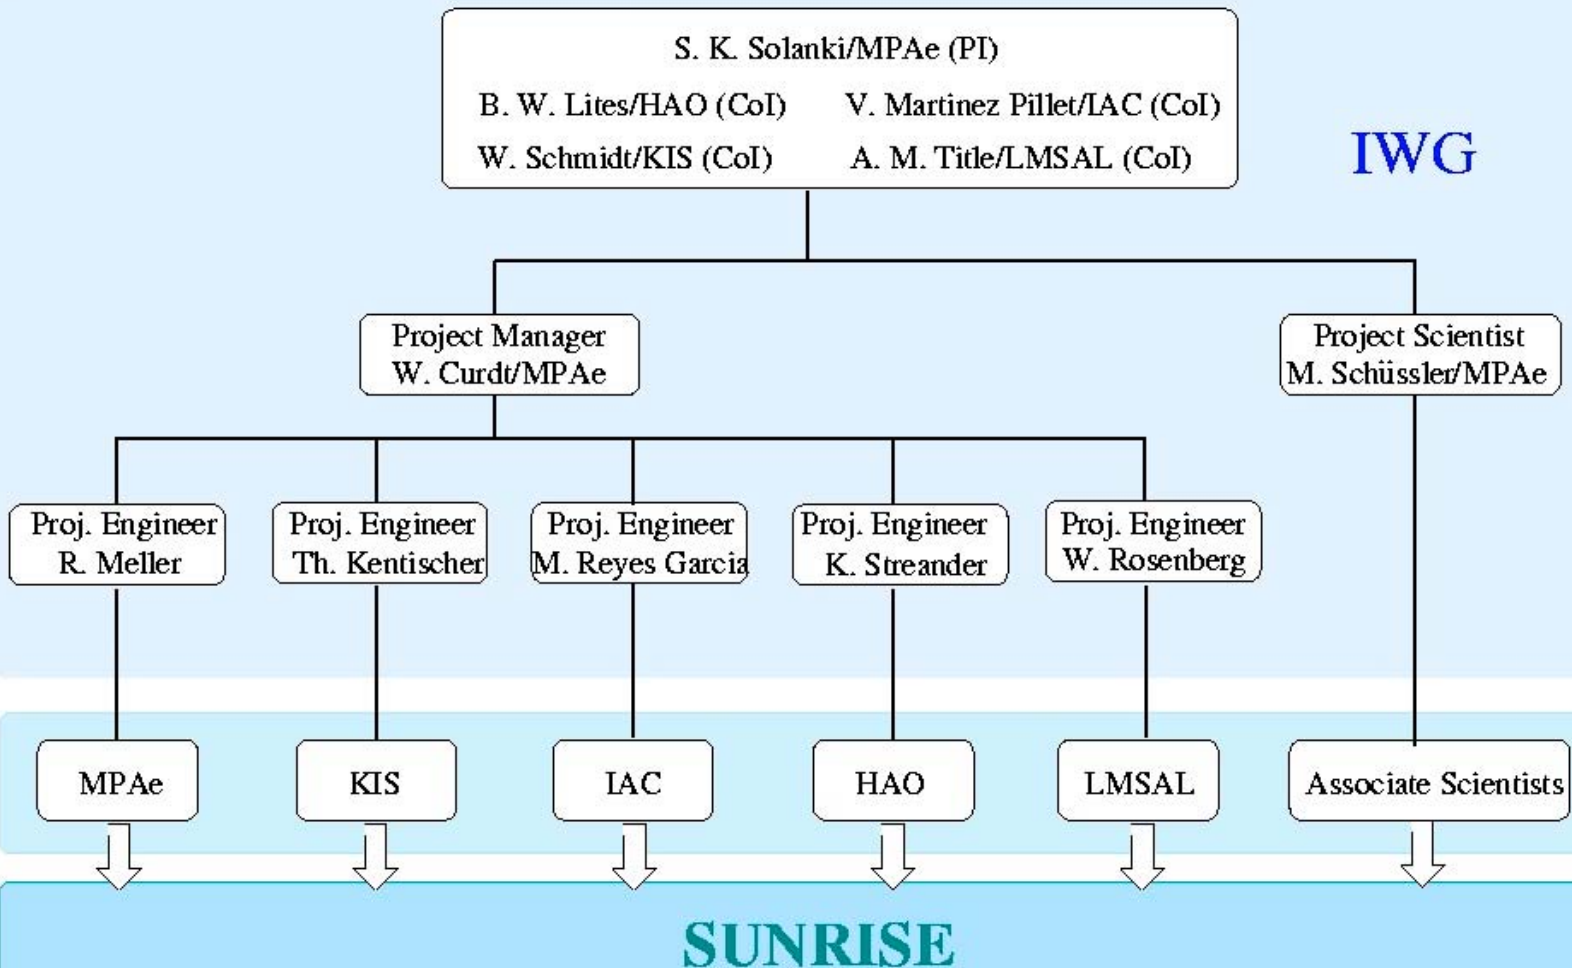 S. K. Solanki/MPAe (PI)
B. W. Lites/HAO (CoI) V. Martinez Pillet/IAC (CoI)
W. Schmidt/KIS (CoI) A. M. Title/LMSAL (CoI)
IWG
Project Manager
W. Curdt/MPAe
Project Scientist
M. Schüssler/MPAe
Proj. Engineer
R. Meller
Proj. Engineer
Th. Kentischer
Proj. Engineer
M. Reyes Garcia
Proj. Engineer
K. Streander
Proj. Engineer
W. Rosenberg
MPAe
KIS
IAC
HAO
LMSAL
Associate Scientists
SUNRISE